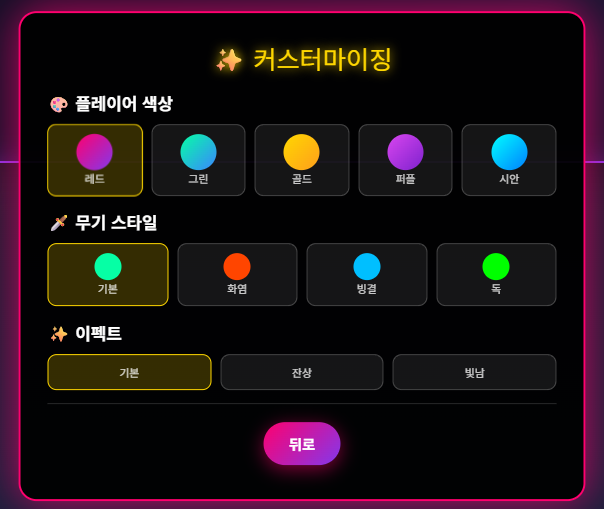 ✨ 커스터마이징
🎨 플레이어 색상
레드 그린 골드 퍼플 시안
🗡️ 무기 스타일
기본 화염 빙결 독
✨ 이펙트
기본 잔상 빛남
뒤로